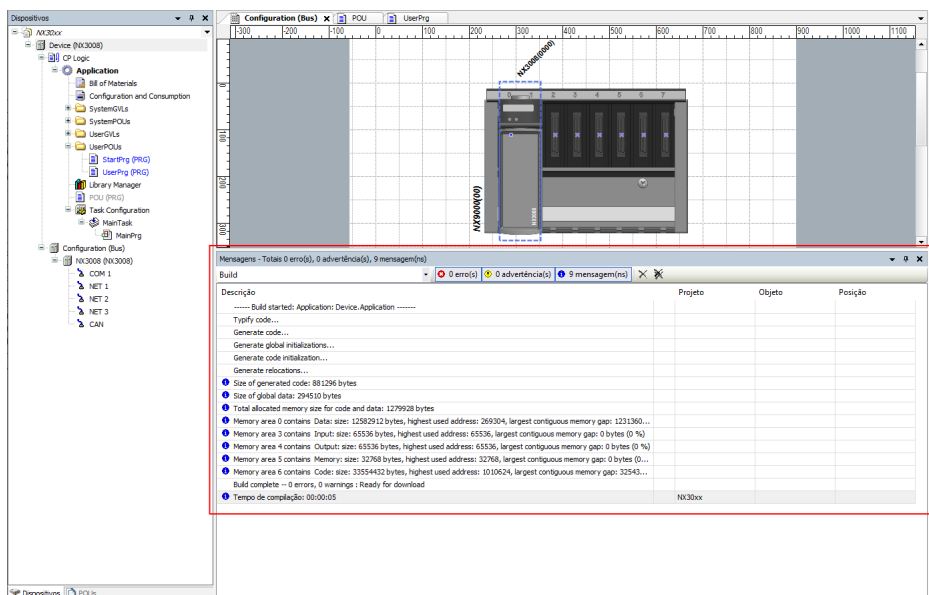 Dispositivos
NX30xx
Device (NX3008)
CP Logic
Application
Bill of Materials
Configuration and Consumption
SystemGVLs
SystemPOUs
UserGVLs
UserPOUs
StartPrg (PRG)
UserPrg (PRG)
Library Manager
POU (PRG)
Task Configuration
MainTask
MainPrg
Configuration (Bus)
NX3008 (NX3008)
COM 1
NET 1
NET 2
NET 3
CAN
Dispositivos POUs
Configuration (Bus) POU UserPrg
-300 -200 -100 0 100 200 300 400 500 600 700 800 900 1000 1100
0
100
200
300
NX3008(0000)
0 1 2 3 4 5 6 7
NX9000(00)
Mensagens - Totais 0 erro(s), 0 advertência(s), 9 mensagem(ns)
Build 0 erro(s) 0 advertência(s) 9 mensagem(ns)
Descrição Projeto Objeto Posição
------ Build started: Application: Device.Application -------
Typify code...
Generate code...
Generate global initializations...
Generate code initialization...
Generate relocations...
Size of generated code: 881296 bytes
Size of global data: 294510 bytes
Total allocated memory size for code and data: 1279928 bytes
Memory area 0 contains Data: size: 12582912 bytes, highest used address: 269304, largest contiguous memory gap: 1231360...
Memory area 3 contains Input: size: 65536 bytes, highest used address: 65536, largest contiguous memory gap: 0 bytes (0 %)
Memory area 4 contains Output: size: 65536 bytes, highest used address: 65536, largest contiguous memory gap: 0 bytes (0 %)
Memory area 5 contains Memory: size: 32768 bytes, highest used address: 32768, largest contiguous memory gap: 0 bytes (0...
Memory area 6 contains Code: size: 33554432 bytes, highest used address: 1010624, largest contiguous memory gap: 32543...
Build complete -- 0 errors, 0 warnings : Ready for download
Tempo de compilação: 00:00:05 NX30xx